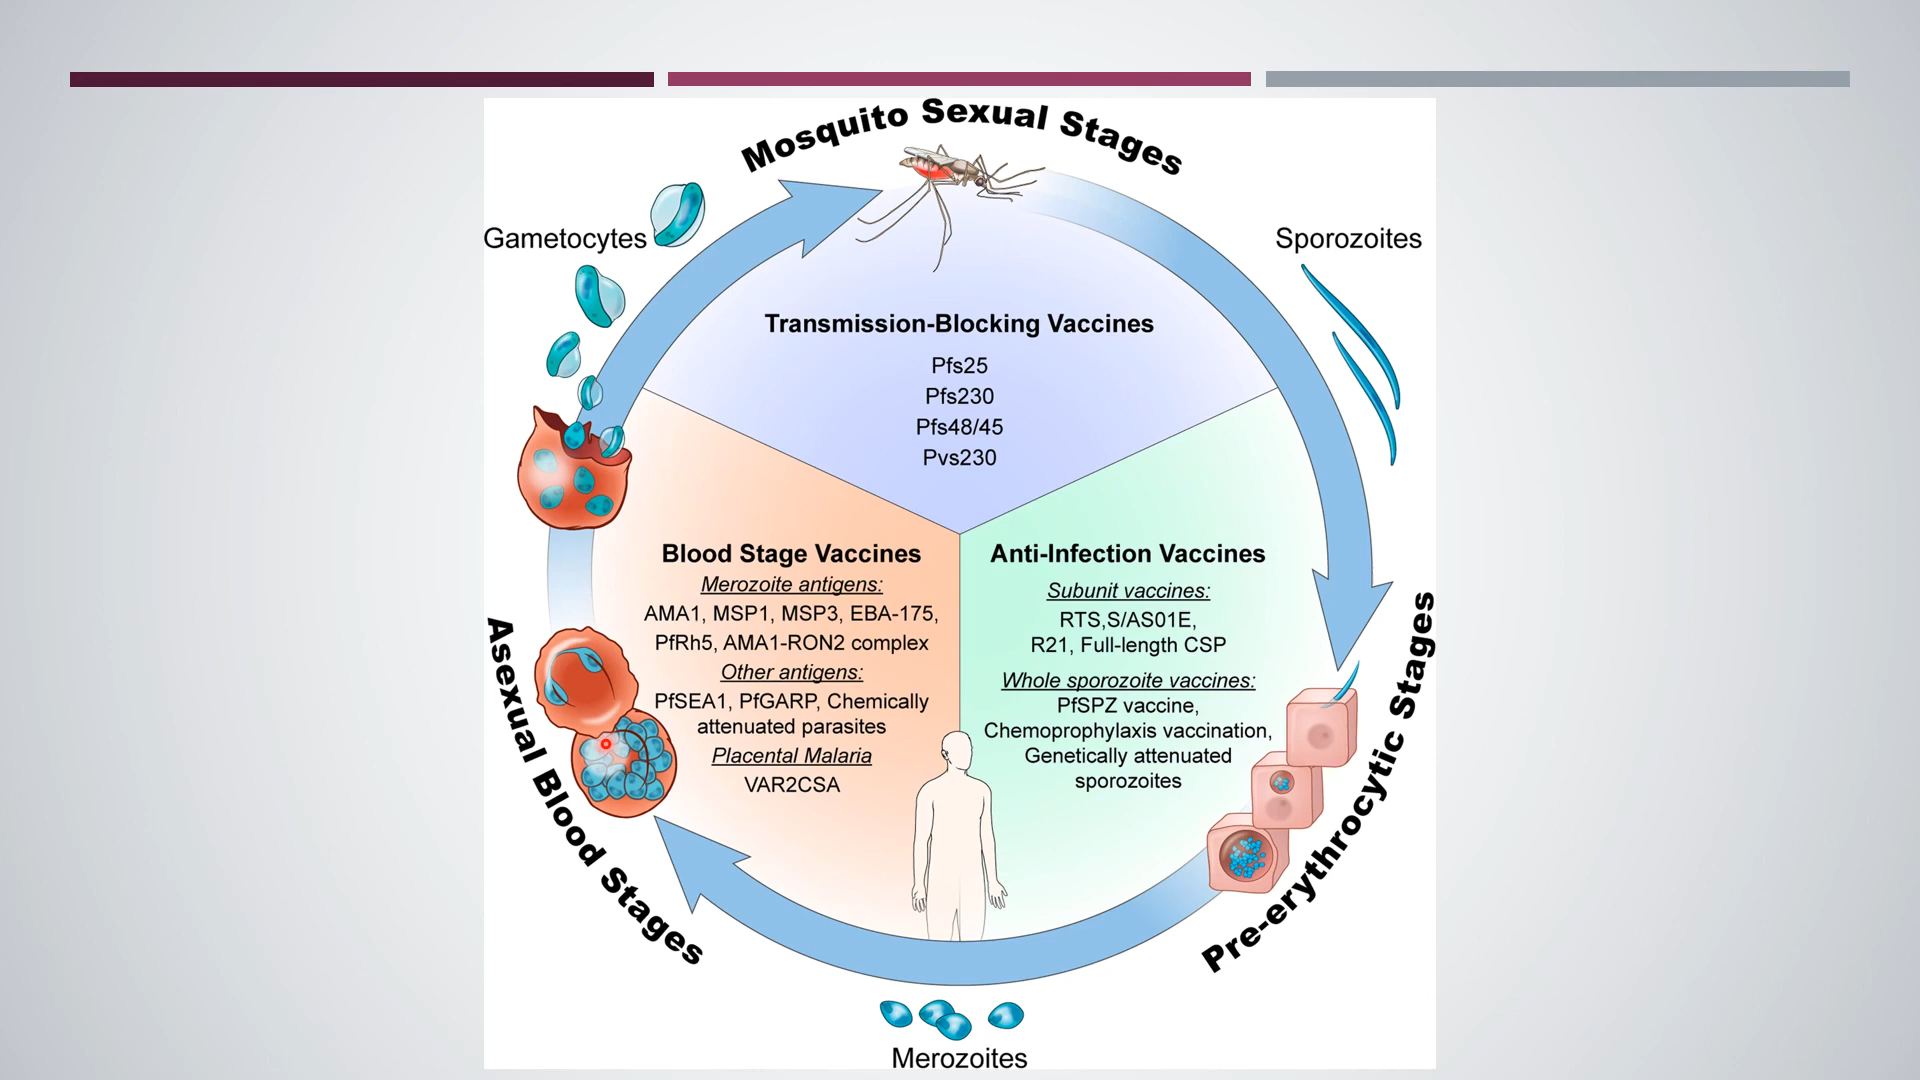 Mosquito Sexual Stages
Gametocytes
Sporozoites
Transmission-Blocking Vaccines
Pfs25
Pfs230
Pfs48/45
Pvs230
Blood Stage Vaccines
Merozoite antigens:
AMA1, MSP1, MSP3, EBA-175,
PfRh5, AMA1-RON2 complex
Other antigens:
PfSEA1, PfGARP, Chemically
attenuated parasites
Placental Malaria
VAR2CSA
Anti-Infection Vaccines
Subunit vaccines:
RTS,S/AS01E,
R21, Full-length CSP
Whole sporozoite vaccines:
PfSPZ vaccine,
Chemoprophylaxis vaccination,
Genetically attenuated
sporozoites
Asexual Blood Stages
Pre-erythrocytic Stages
Merozoites